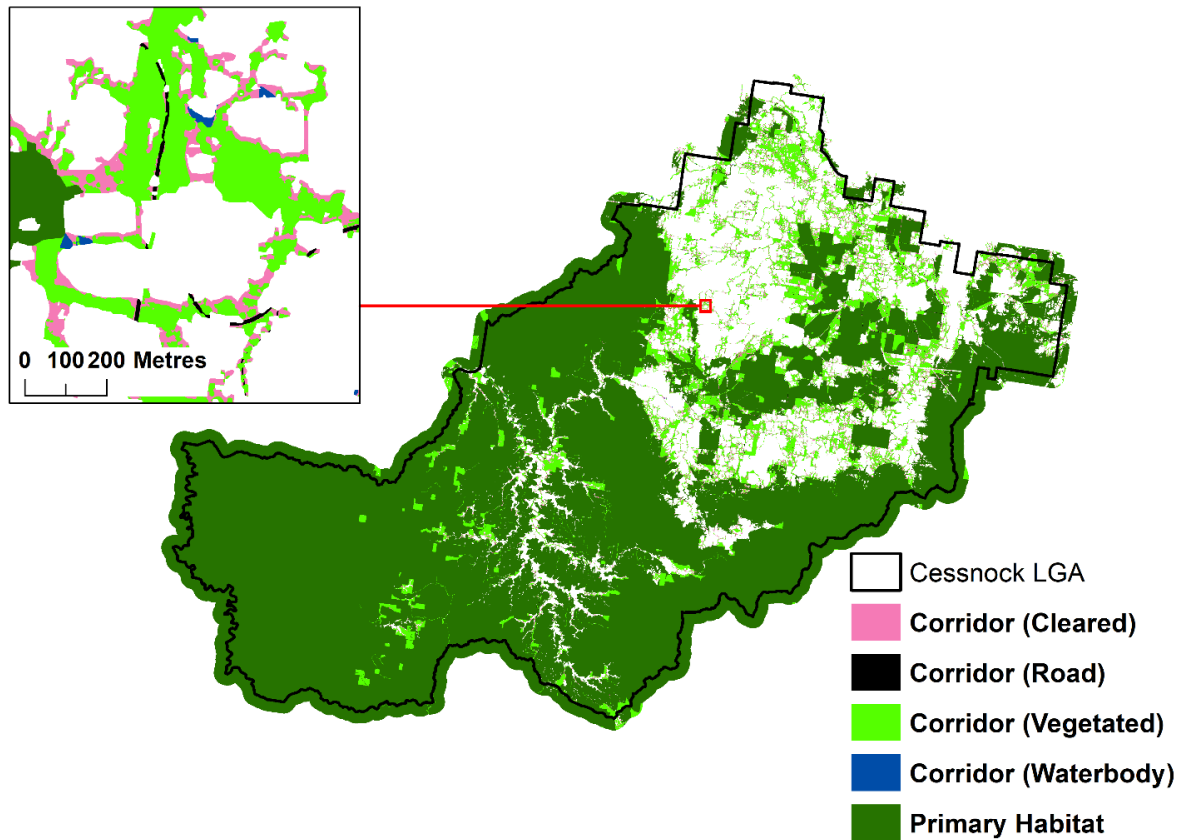 0 100 200 Metres
Cessnock LGA
Corridor (Cleared)
Corridor (Road)
Corridor (Vegetated)
Corridor (Waterbody)
Primary Habitat